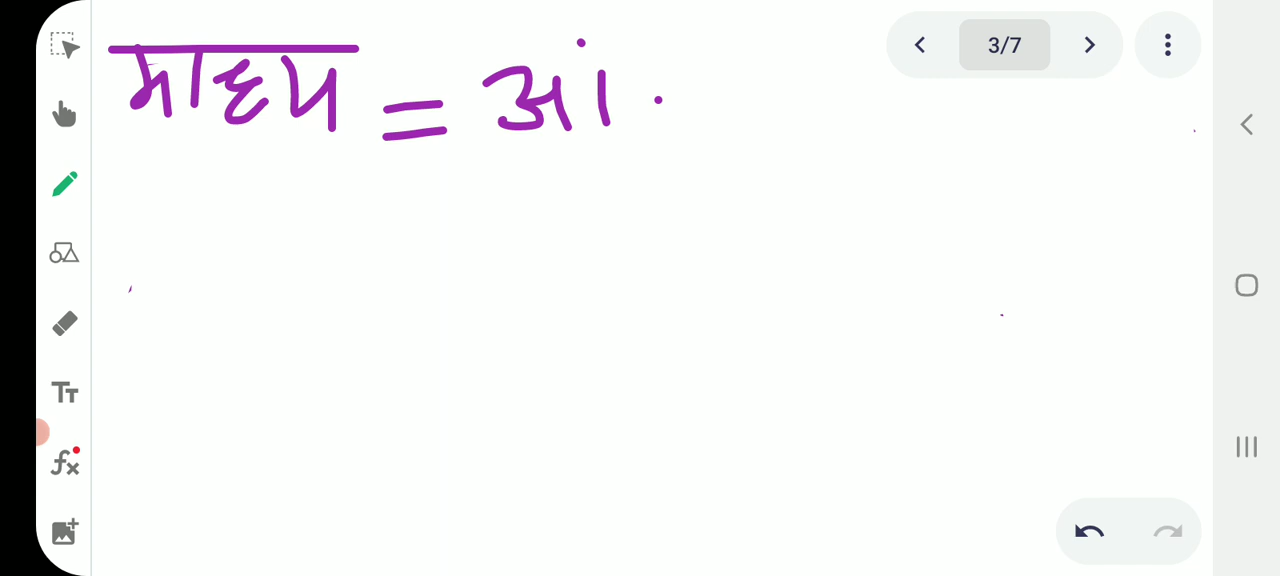 माध्य = अां .
3/7